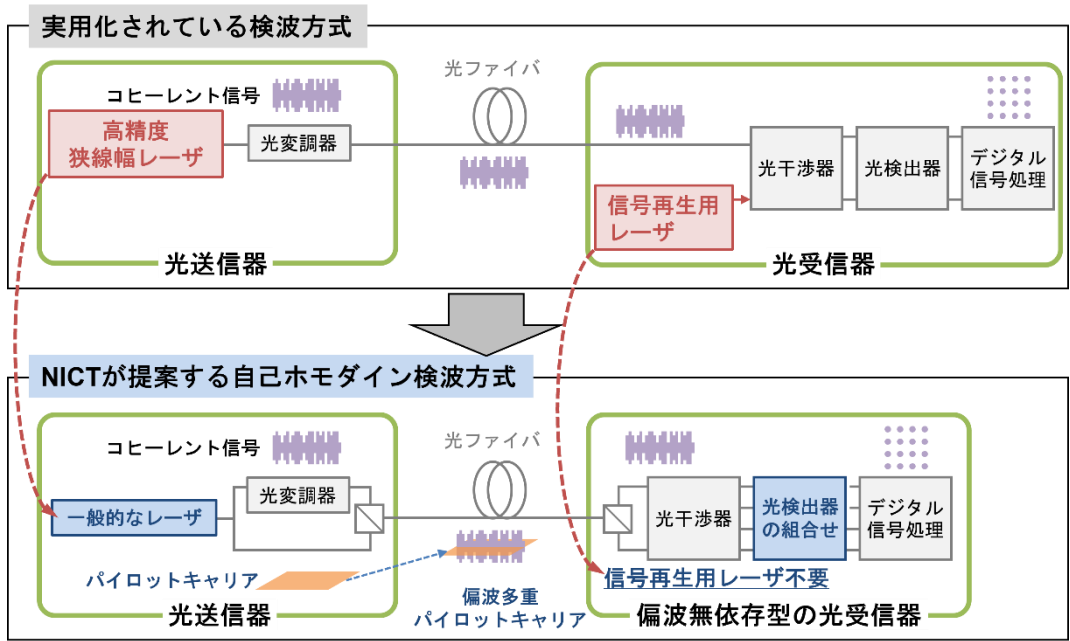 実用化されている検波方式
コヒーレント信号
高精度
狭線幅レーザ
光変調器
光送信器
光ファイバ
信号再生用
レーザ
光干渉器
光検出器
デジタル
信号処理
光受信器
NICTが提案する自己ホモダイン検波方式
コヒーレント信号
一般的なレーザ
光変調器
パイロットキャリア
光送信器
光ファイバ
偏波多重
パイロットキャリア
光干渉器
光検出器
の組合せ
デジタル
信号処理
信号再生用レーザ不要
偏波無依存型の光受信器